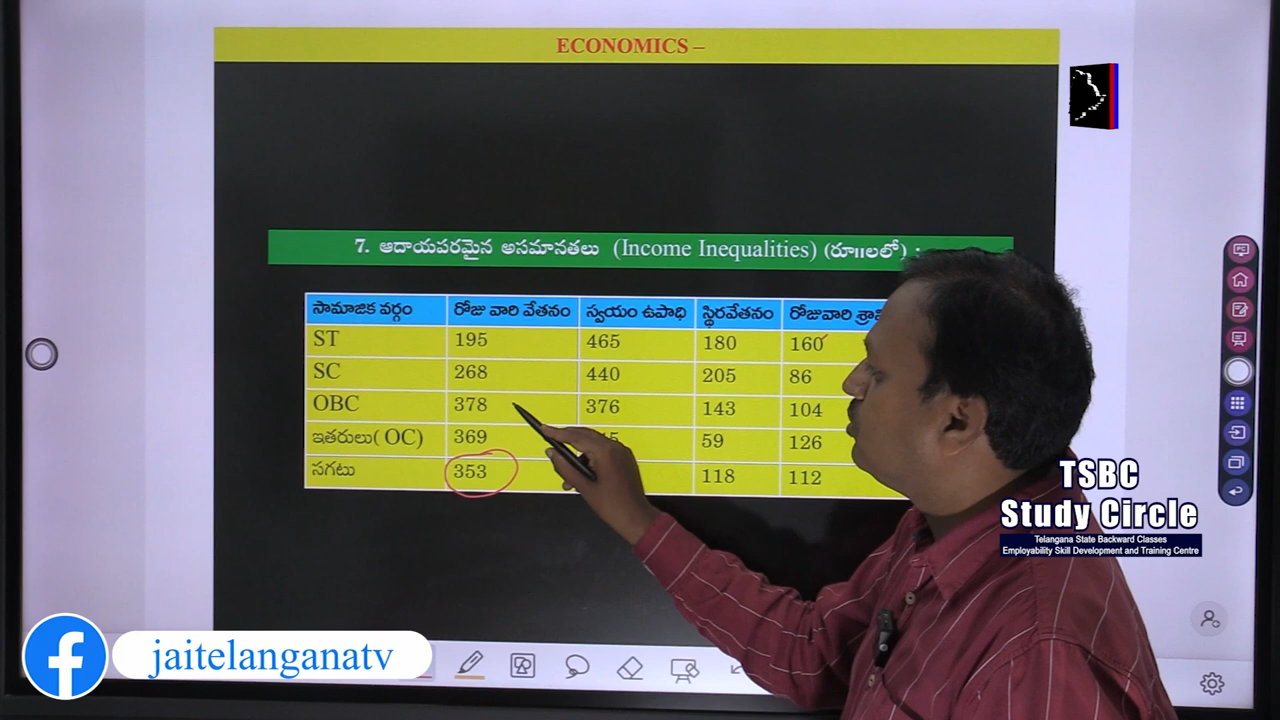 ECONOMICS –
7. ఆదాయపరమైన అసమానతలు (Income Inequalities) (రూ॥లలో) :
సామాజిక వర్గం రోజు వారి వేతనం స్వయం ఉపాధి స్థిరవేతనం రోజువారి
ST 195 465 180 160
SC 268 440 205 86
OBC 378 376 143 104
ఇతరులు( OC) 369 59 126
సగటు 353 118 112
TSBC
Study Circle
Telangana State Backward Classes
Employability Skill Development and Training Centre
jaitelanganatv